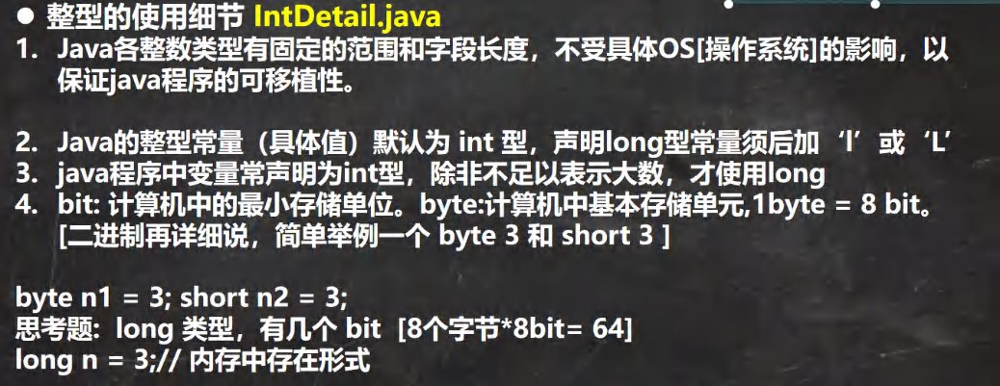 ● 整型的使用细节 IntDetail.java
1. Java各整数类型有固定的范围和字段长度，不受具体OS[操作系统]的影响，以
保证java程序的可移植性。
2. Java的整型常量（具体值）默认为 int 型，声明long型常量须后加‘l’或‘L’
3. java程序中变量常声明为int型，除非不足以表示大数，才使用long
4. bit: 计算机中的最小存储单位。byte:计算机中基本存储单元,1byte = 8 bit。
[二进制再详细说，简单举例一个 byte 3 和 short 3 ]
byte n1 = 3; short n2 = 3;
思考题: long 类型，有几个 bit [8个字节*8bit= 64]
long n = 3;// 内存中存在形式